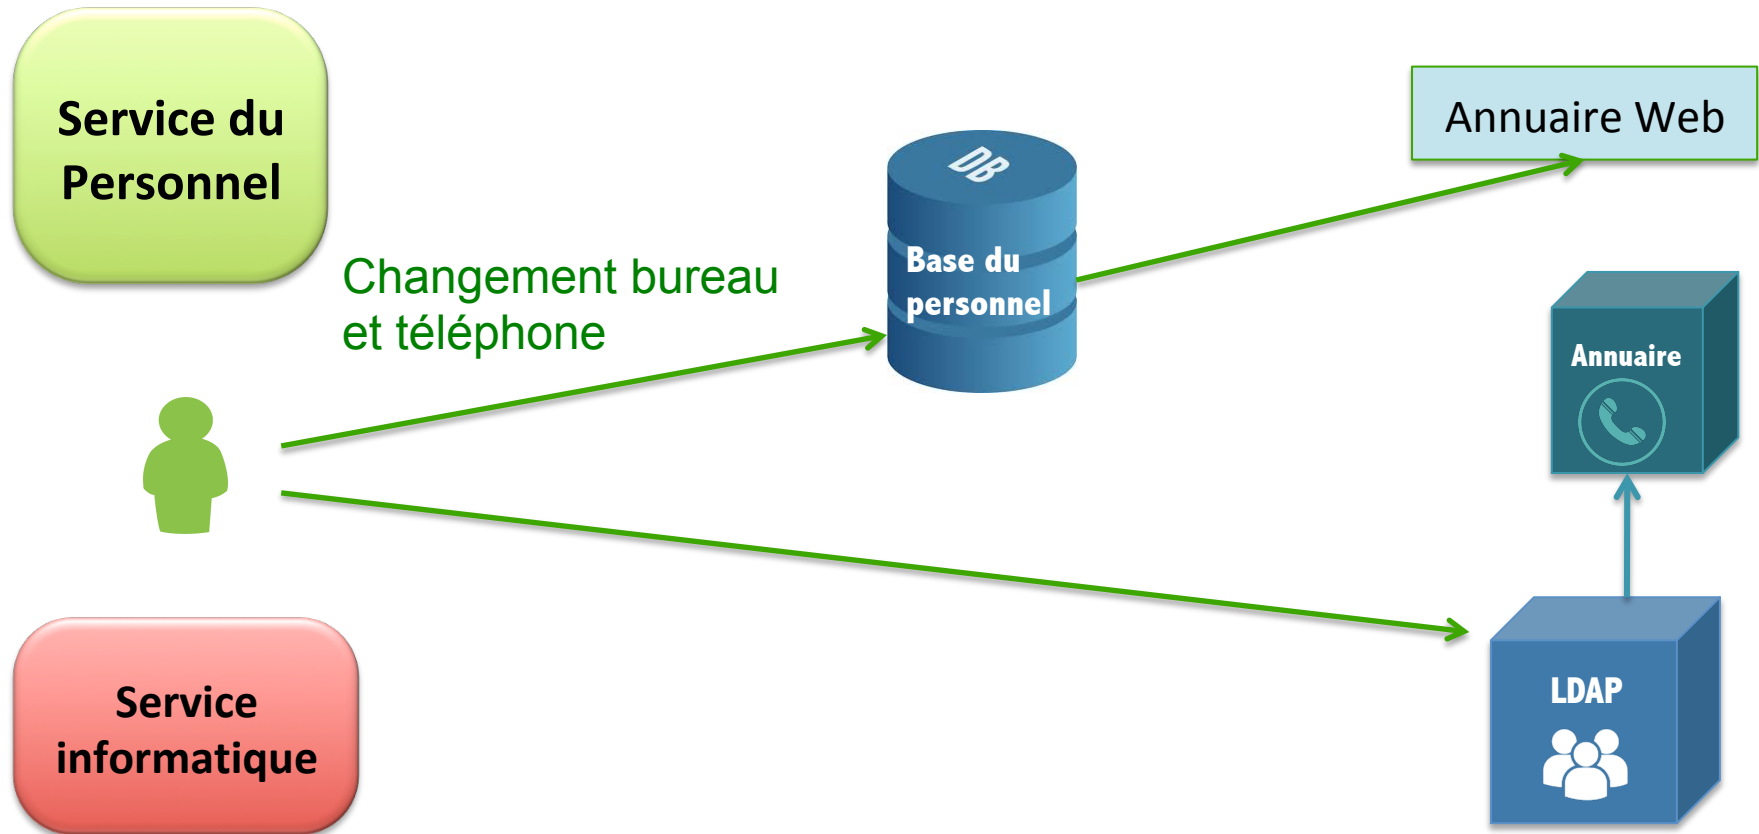 Service du
Personnel
Annuaire Web
DB
Base du
personnel
Changement bureau
et téléphone
Annuaire
Service
informatique
LDAP